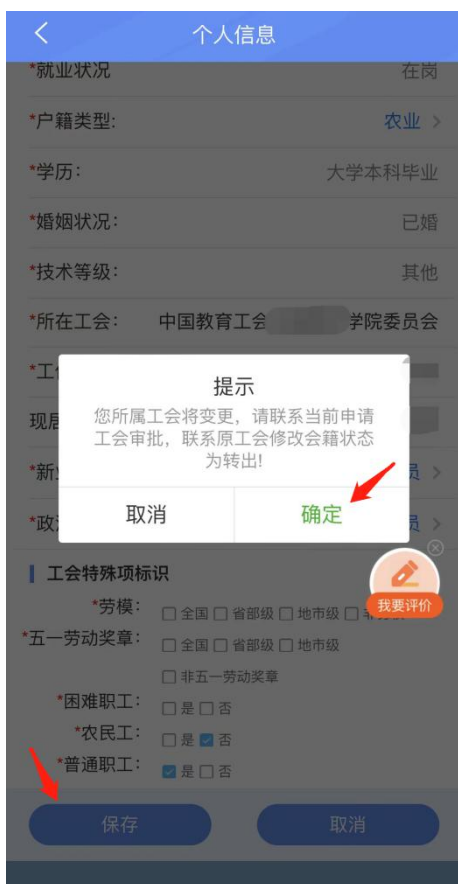 个人信息
*就业状况 在岗
*户籍类型: 农业
*学历: 大学本科毕业
*婚姻状况: 已婚
*技术等级: 其他
*所在工会: 中国教育工会 学院委员会
*工
现居
*新
*政
提示
您所属工会将变更，请联系当前申请
工会审批，联系原工会修改会籍状态
为转出!
取消 确定
工会特殊项标识
我要评价
*劳模: 全国 省部级 地市级
*五一劳动奖章: 全国 省部级 地市级
非五一劳动奖章
*困难职工: 是 否
*农民工: 是 否
*普通职工: 是 否
保存 取消